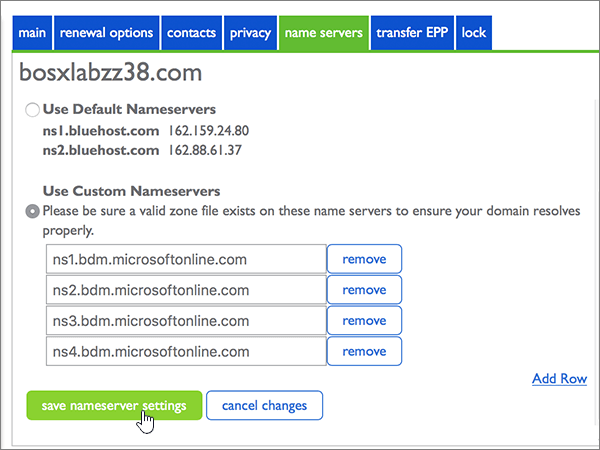 main renewal options contacts privacy name servers transfer EPP lock
bosxlabzz38.com
Use Default Nameservers
ns1.bluehost.com 162.159.24.80
ns2.bluehost.com 162.88.61.37
Use Custom Nameservers
Please be sure a valid zone file exists on these name servers to ensure your domain resolves
properly.
ns1.bdm.microsoftonline.com remove
ns2.bdm.microsoftonline.com remove
ns3.bdm.microsoftonline.com remove
ns4.bdm.microsoftonline.com remove
Add Row
save nameserver settings cancel changes